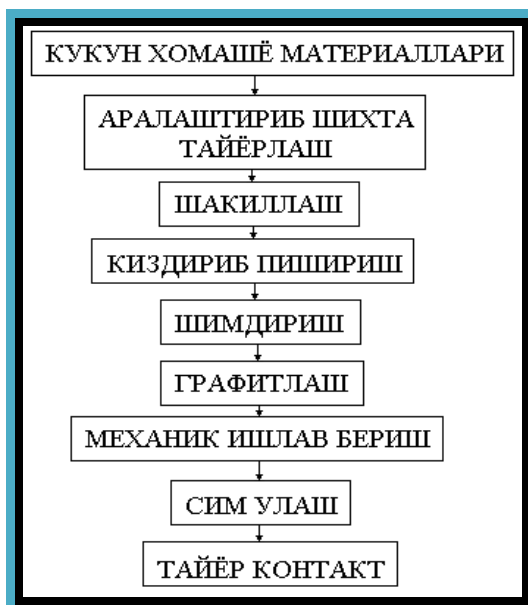 КУКУН ХОМАШЁ МАТЕРИАЛЛАРИ
АРАЛАШТИРИБ ШИХТА
ТАЙЁРЛАШ
ШАКИЛЛАШ
КИЗДИРИБ ПИШИРИШ
ШИМДИРИШ
ГРАФИТЛАШ
МЕХАНИК ИШЛАВ БЕРИШ
СИМ УЛАШ
ТАЙЁР КОНТАКТ